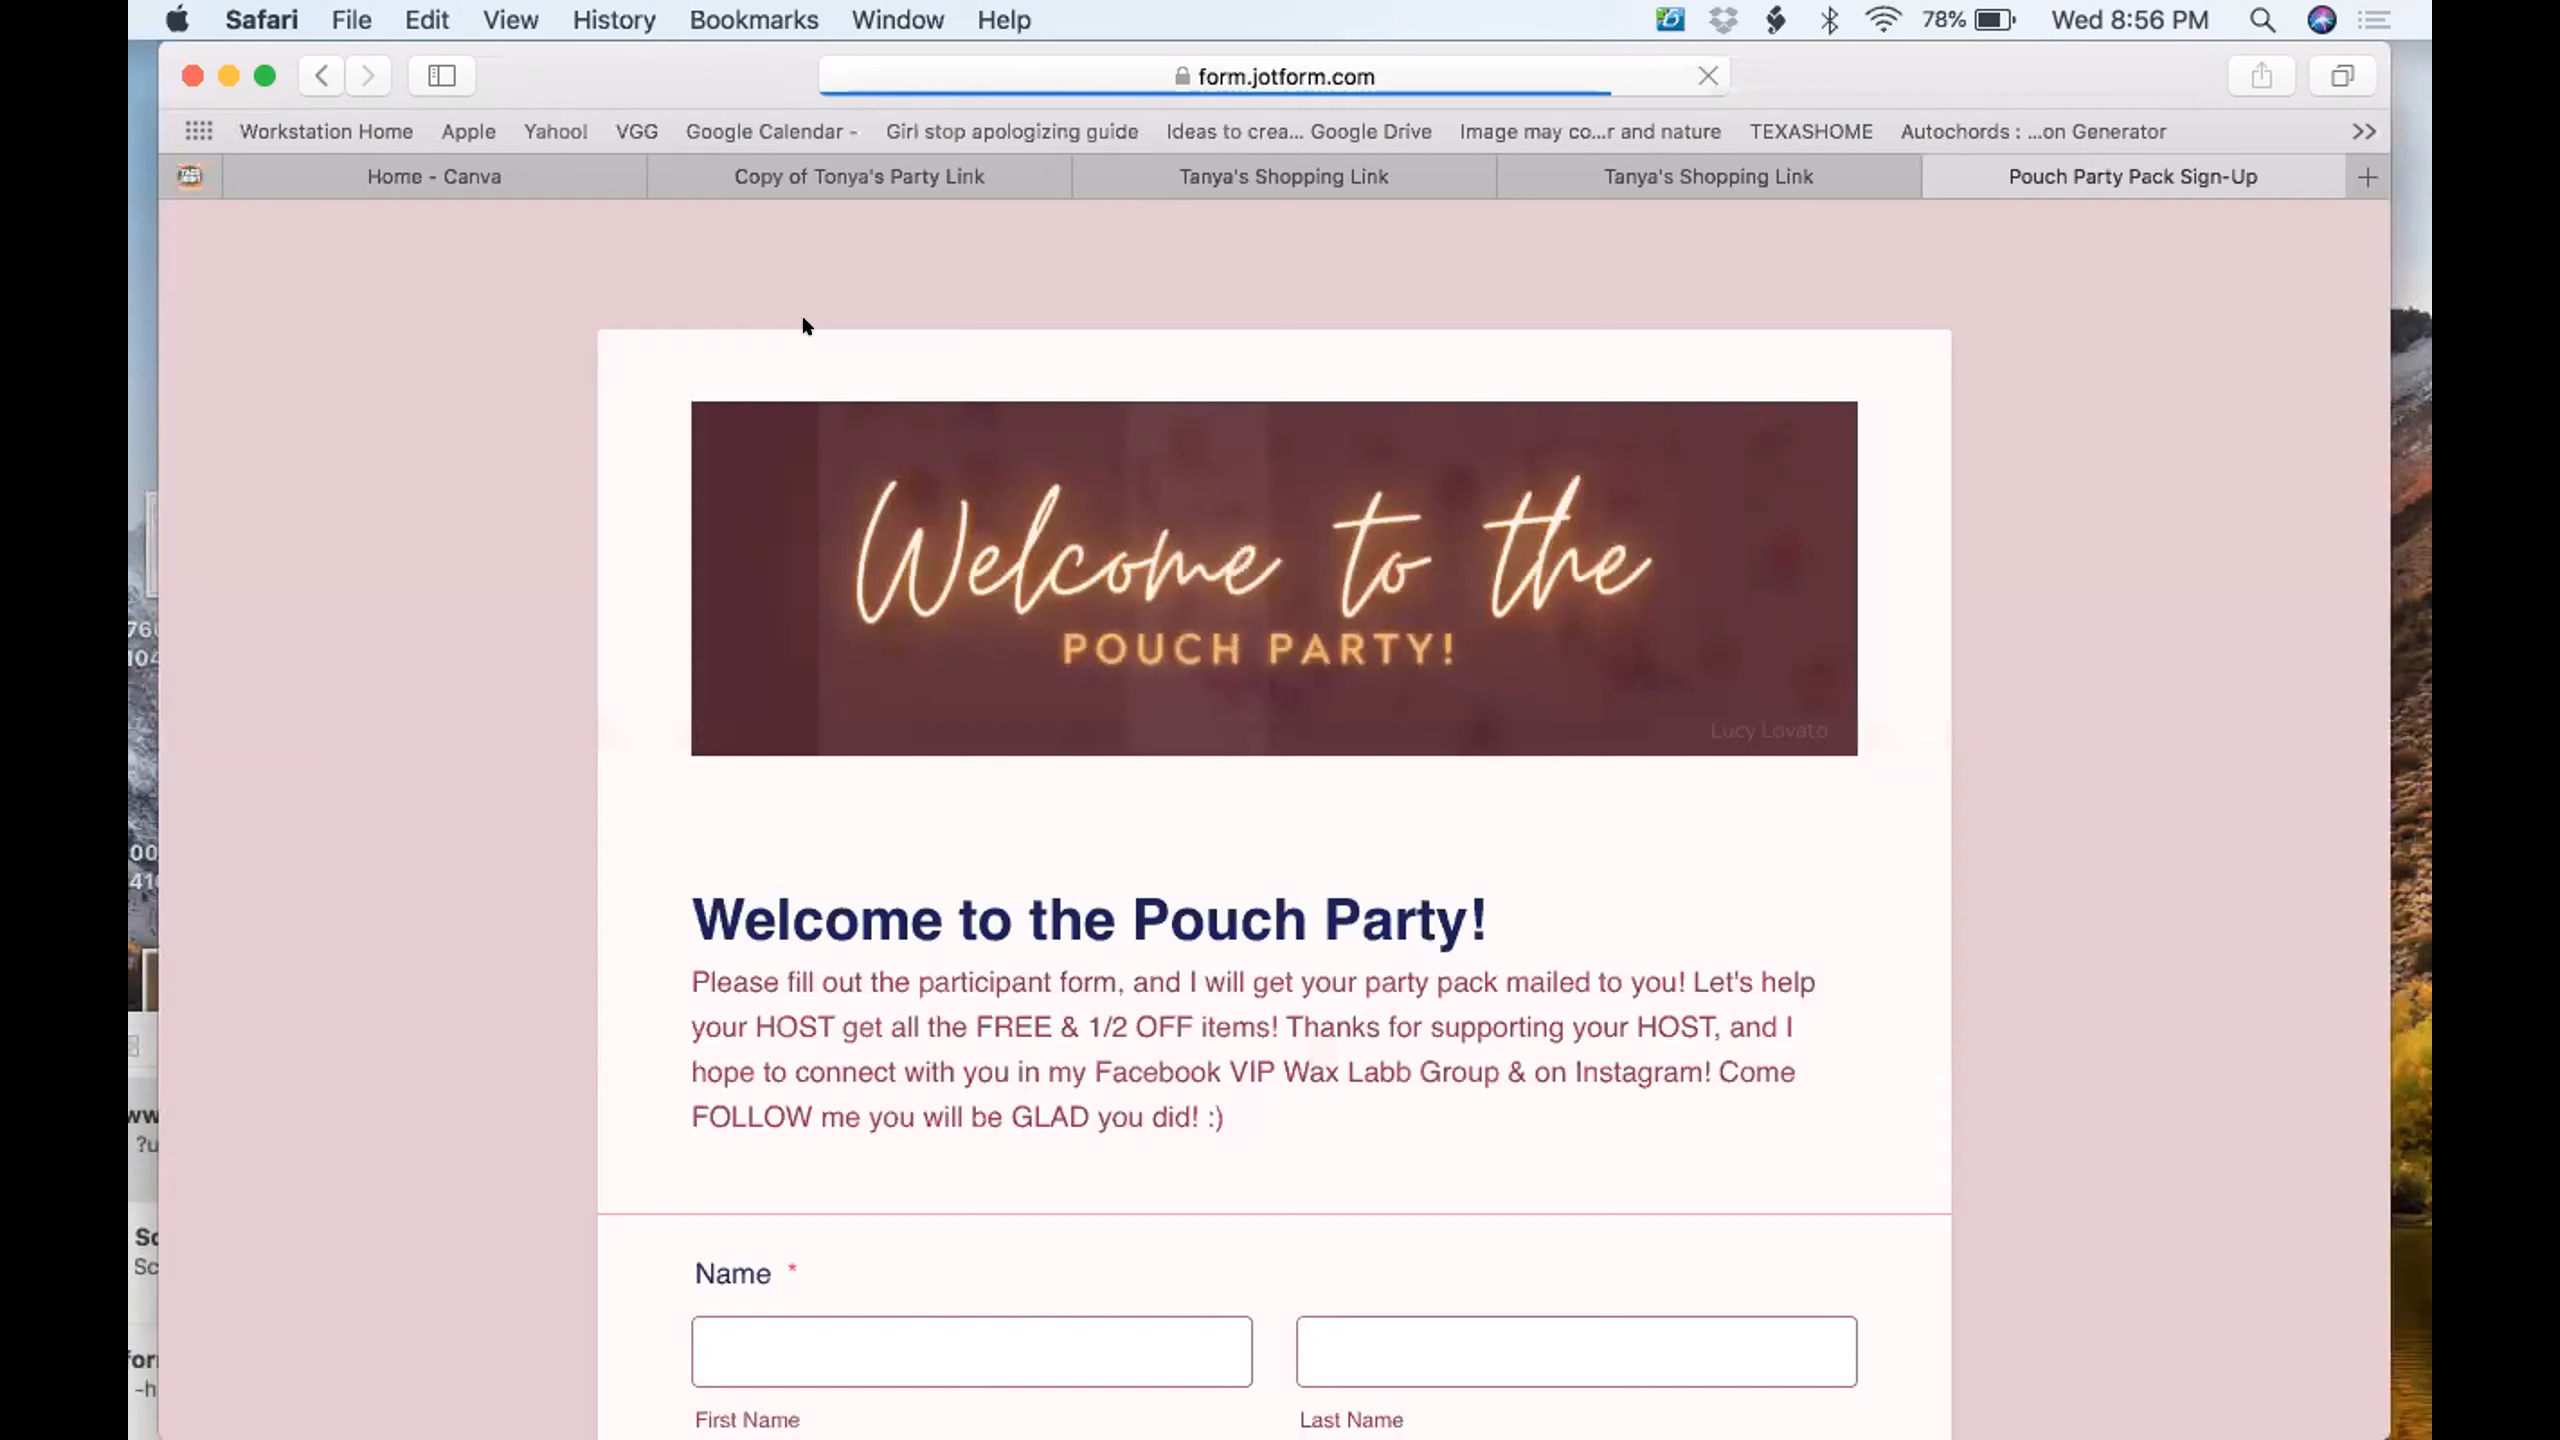 Safari File Edit View History Bookmarks Window Help 78% Wed 8:56 PM
form.jotform.com
Workstation Home Apple Yahoo! VGG Google Calendar - Girl stop apologizing guide Ideas to crea... Google Drive Image may co...r and nature TEXASHOME Autochords : ...on Generator
Home - Canva Copy of Tonya's Party Link Tanya's Shopping Link Tanya's Shopping Link Pouch Party Pack Sign-Up
Welcome to the
POUCH PARTY!
Lucy Lovato
Welcome to the Pouch Party!
Please fill out the participant form, and I will get your party pack mailed to you! Let's help
your HOST get all the FREE & 1/2 OFF items! Thanks for supporting your HOST, and I
hope to connect with you in my Facebook VIP Wax Labb Group & on Instagram! Come
FOLLOW me you will be GLAD you did! :)
Name *
First Name Last Name